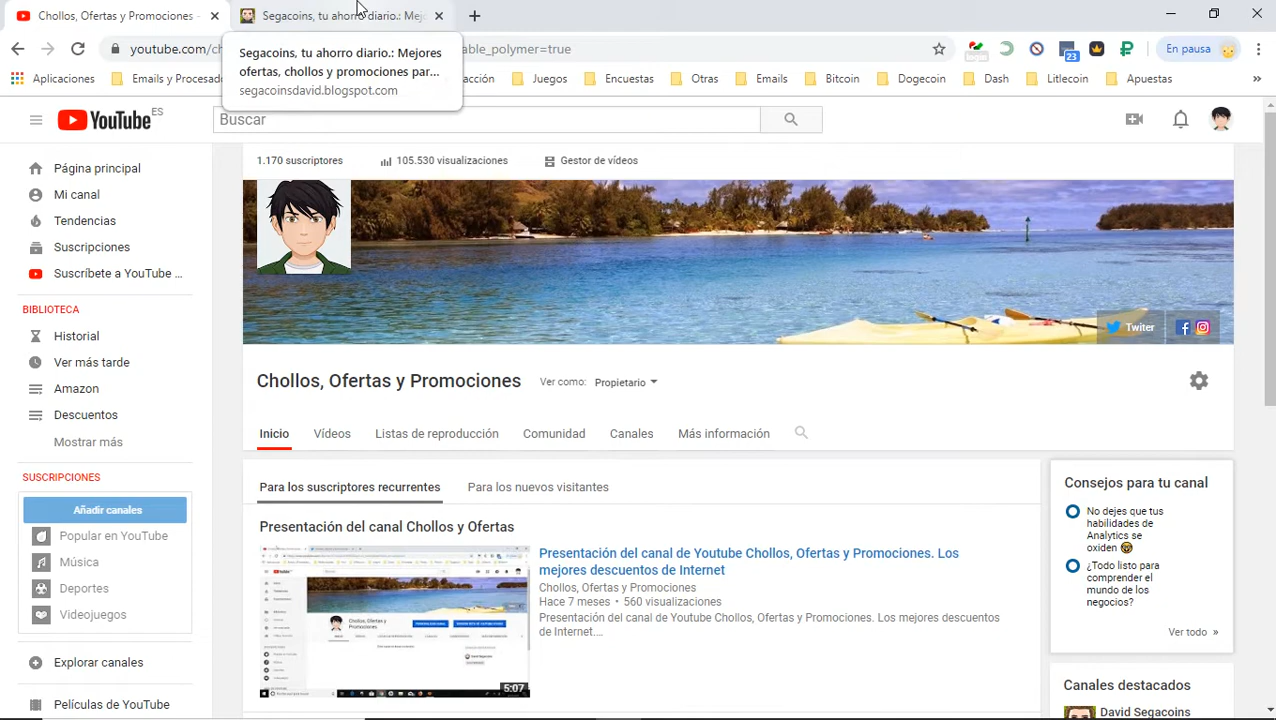 Chollos, Ofertas y Promociones -
Segacoins, tu ahorro diario.: Mej
youtube.com/ch
able_polymer=true
23
En pausa
Segacoins, tu ahorro diario.: Mejores
ofertas, chollos y promociones par...
segacoinsdavid.blogspot.com
Aplicaciones
Emails y Procesado
cción
Juegos
Encuestas
Otr
Emails
Bitcoin
Dogecoin
Dash
Litlecoin
Apuestas
YouTube ES
Buscar
Página principal
Mi canal
Tendencias
Suscripciones
Suscríbete a YouTube ...
BIBLIOTECA
Historial
Ver más tarde
Amazon
Descuentos
Mostrar más
SUSCRIPCIONES
Añadir canales
Popular en YouTube
Música
Deportes
Videojuegos
Explorar canales
Películas de YouTube
1.170 suscriptores
105.530 visualizaciones
Gestor de vídeos
Twiter
Chollos, Ofertas y Promociones
Ver como: Propietario
Inicio
Vídeos
Listas de reproducción
Comunidad
Canales
Más información
Para los suscriptores recurrentes
Para los nuevos visitantes
Presentación del canal Chollos y Ofertas
Presentación del canal de Youtube Chollos, Ofertas y Promociones. Los
mejores descuentos de Internet
Chollos, Ofertas y Promociones
Hace 7 meses • 560 visualizaciones
Presentación del canal de Youtube Chollos, Ofertas y Promociones. Los mejores descuentos
de Internet...
Chollos, Ofertas y
Promociones
5:07
Consejos para tu canal
No dejes que tus
habilidades de
Analytics se
oxiden
¿Todo listo para
comprender el
mundo de los
negocios?
Ver todo »
Canales destacados
David Segacoins